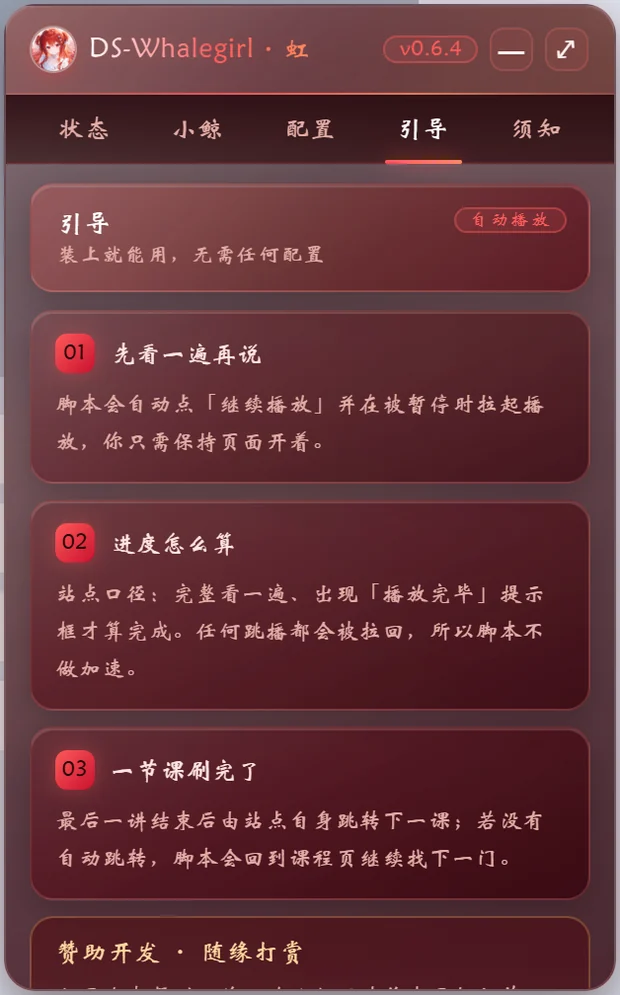 DS-Whalegirl · 虹
v0.6.4
状态 小鲸 配置 引导 须知
引导
自动播放
装上就能用，无需任何配置
01 先看一遍再说
脚本会自动点「继续播放」并在被暂停时拉起播
放，你只需保持页面开着。
02 进度怎么算
站点口径：完整看一遍、出现「播放完毕」提示
框才算完成。任何跳播都会被拉回，所以脚本不
做加速。
03 一节课刷完了
最后一讲结束后由站点自身跳转下一课；若没有
自动跳转，脚本会回到课程页继续找下一门。
赞助开发 · 随缘打赏